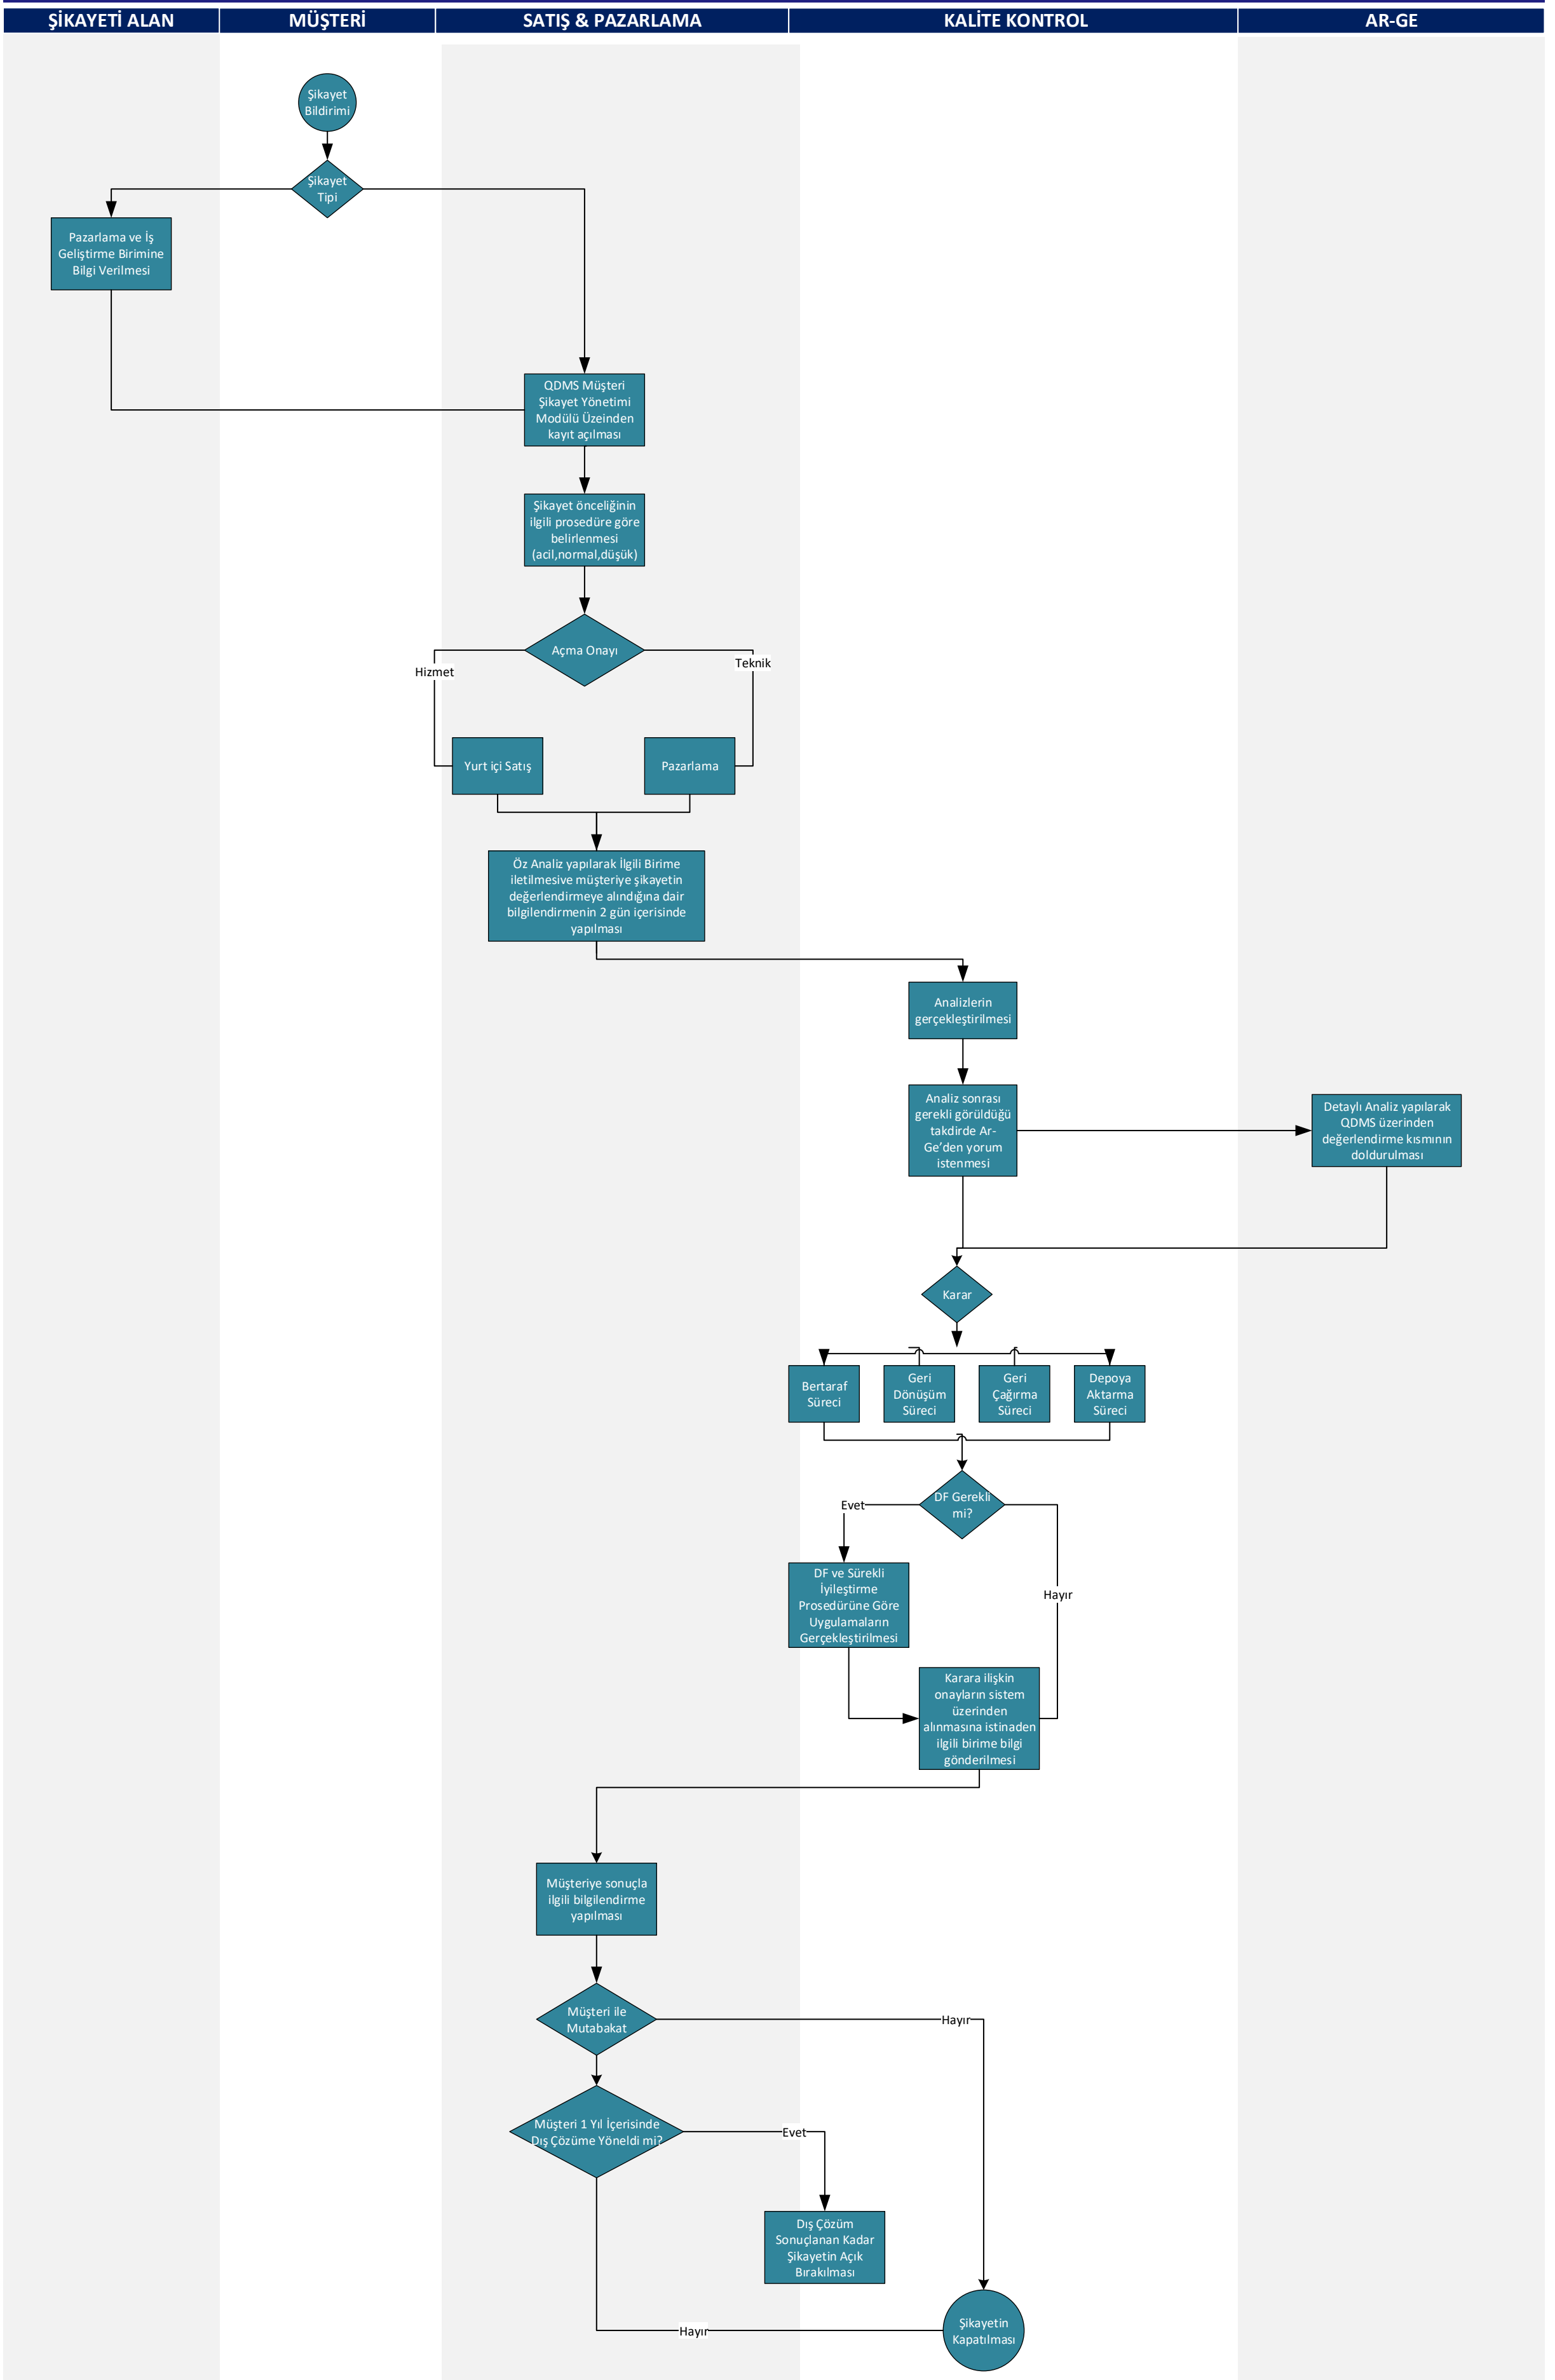 ŞİKAYETİ ALAN
MÜŞTERİ
SATIŞ & PAZARLAMA
KALİTE KONTROL
AR-GE
Şikayet
Bildirimi
Şikayet
Tipi
Pazarlama ve İş
Geliştirme Birimine
Bilgi Verilmesi
QDMS Müşteri
Şikayet Yönetimi
Modülü Üzeinden
kayıt açılması
Şikayet önceliğinin
ilgili prosedüre göre
belirlenmesi
(acil,normal,düşük)
Açma Onayı
Hizmet
Teknik
Yurt içi Satış
Pazarlama
Öz Analiz yapılarak İlgili Birime
iletilmesive müşteriye şikayetin
değerlendirmeye alındığına dair
bilgilendirmenin 2 gün içerisinde
yapılması
Analizlerin
gerçekleştirilmesi
Analiz sonrası
gerekli görüldüğü
takdirde Ar-
Ge’den yorum
istenmesi
Detaylı Analiz yapılarak
QDMS üzerinden
değerlendirme kısmının
doldurulması
Karar
Bertaraf
Süreci
Geri
Dönüşüm
Süreci
Geri
Çağırma
Süreci
Depoya
Aktarma
Süreci
DF Gerekli
mi?
Evet
Hayır
DF ve Sürekli
İyileştirme
Prosedürüne Göre
Uygulamaların
Gerçekleştirilmesi
Karara ilişkin
onayların sistem
üzerinden
alınmasına istinaden
ilgili birime bilgi
gönderilmesi
Müşteriye sonuçla
ilgili bilgilendirme
yapılması
Müşteri ile
Mutabakat
Hayır
Müşteri 1 Yıl İçerisinde
Dış Çözüme Yöneldi mi?
Evet
Dış Çözüm
Sonuçlanan Kadar
Şikayetin Açık
Bırakılması
Hayır
Şikayetin
Kapatılması